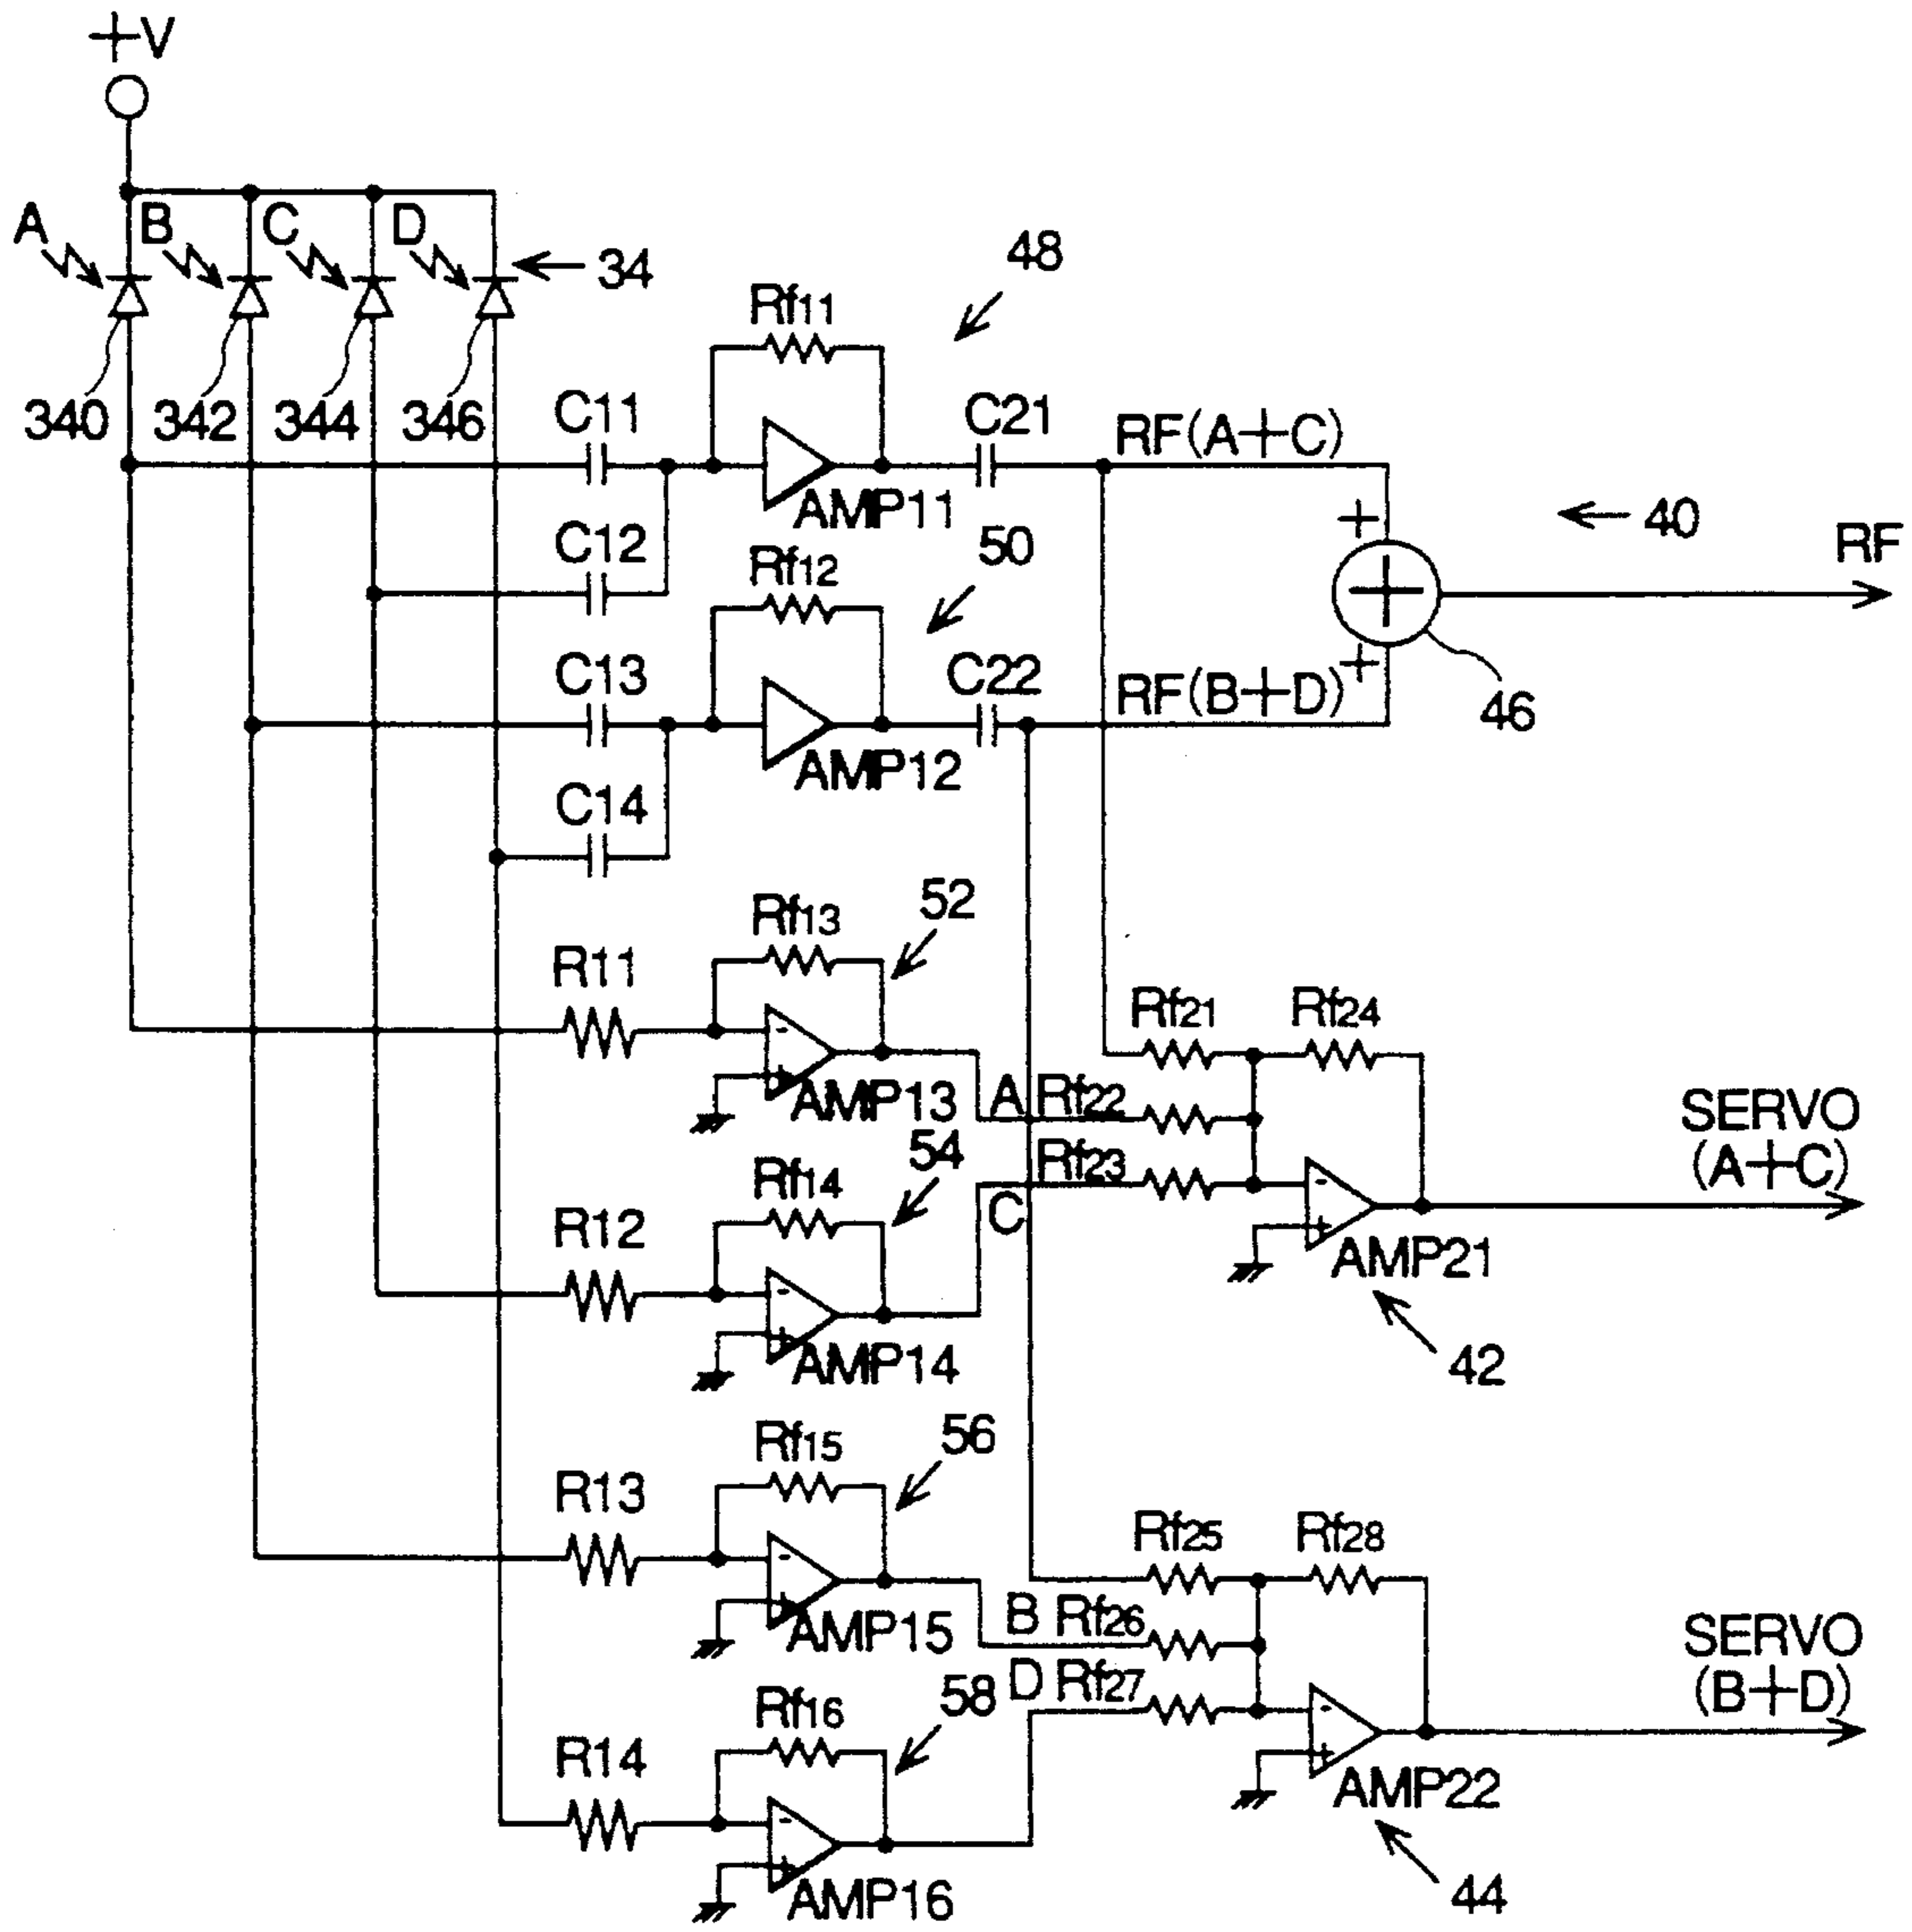 +V
A
B
C
D
34
48
Rf11
340
342
344
346
C11
C21
RF(A+C)
AMP11
+
40
C12
50
RF
Rf12
C13
C22
RF(B+D)
+
46
AMP12
C14
52
Rf13
R11
-
+
AMP13
Rf21
Rf24
A
Rf22
SERVO
(A+C)
54
Rf23
C
-
+
AMP21
Rf14
R12
-
+
AMP14
42
56
Rf15
R13
-
+
AMP15
Rf25
Rf28
B
Rf26
SERVO
(B+D)
58
D
Rf27
-
+
AMP22
Rf16
R14
-
+
AMP16
44